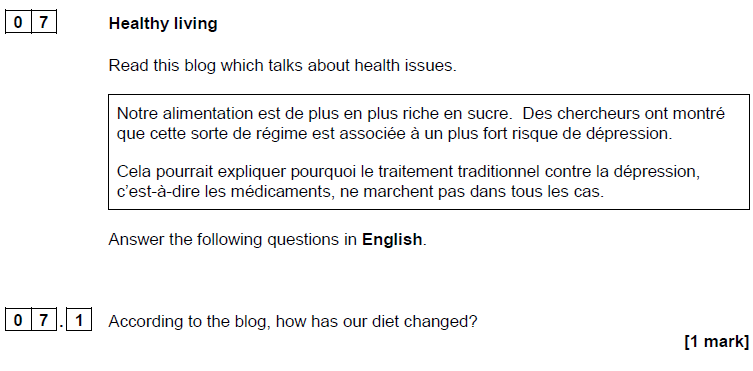 0 7 Healthy living
Read this blog which talks about health issues.
Notre alimentation est de plus en plus riche en sucre. Des chercheurs ont montré
que cette sorte de régime est associée à un plus fort risque de dépression.
Cela pourrait expliquer pourquoi le traitement traditionnel contre la dépression,
c’est-à-dire les médicaments, ne marchent pas dans tous les cas.
Answer the following questions in English.
0 7 . 1 According to the blog, how has our diet changed?
[1 mark]